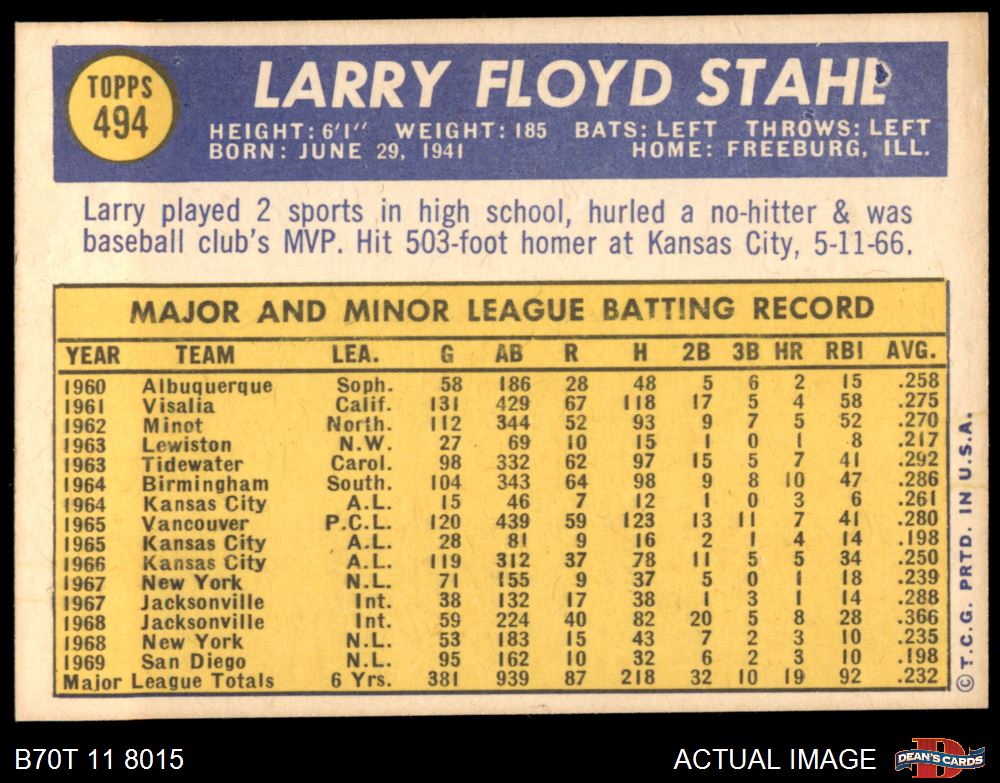 TOPPS
494
LARRY FLOYD STAHL
HEIGHT: 6'1" WEIGHT: 185 BATS: LEFT THROWS: LEFT
BORN: JUNE 29, 1941 HOME: FREEBURG, ILL.
Larry played 2 sports in high school, hurled a no-hitter & was
baseball club's MVP. Hit 503-foot homer at Kansas City, 5-11-66.
MAJOR AND MINOR LEAGUE BATTING RECORD
YEAR TEAM LEA. G AB R H 2B 3B HR RBI AVG.
1960 Albuquerque Soph. 58 186 28 48 5 6 2 15 .258
1961 Visalia Calif. 131 429 67 118 17 5 4 58 .275
1962 Minot North. 112 344 52 93 9 7 5 52 .270
1963 Lewiston N.W. 27 69 10 15 1 0 1 8 .217
1963 Tidewater Carol. 98 332 62 97 15 5 7 41 .292
1964 Birmingham South. 104 343 64 98 9 8 10 47 .286
1964 Kansas City A.L. 15 46 7 12 1 0 3 6 .261
1965 Vancouver P.C.L. 120 439 59 123 13 11 7 41 .280
1965 Kansas City A.L. 28 81 9 16 2 1 4 14 .198
1966 Kansas City A.L. 119 312 37 78 11 5 5 34 .250
1967 New York N.L. 71 155 9 37 5 0 1 18 .239
1967 Jacksonville Int. 38 132 17 38 1 3 1 14 .288
1968 Jacksonville Int. 59 224 40 82 20 5 8 28 .366
1968 New York N.L. 53 183 15 43 7 2 3 10 .235
1969 San Diego N.L. 95 162 10 32 6 2 3 10 .198
Major League Totals 6 Yrs. 381 939 87 218 32 10 19 92 .232
© T.C.G. PRTD. IN U.S.A.
B70T 11 8015
ACTUAL IMAGE
D
DEAN'S CARDS